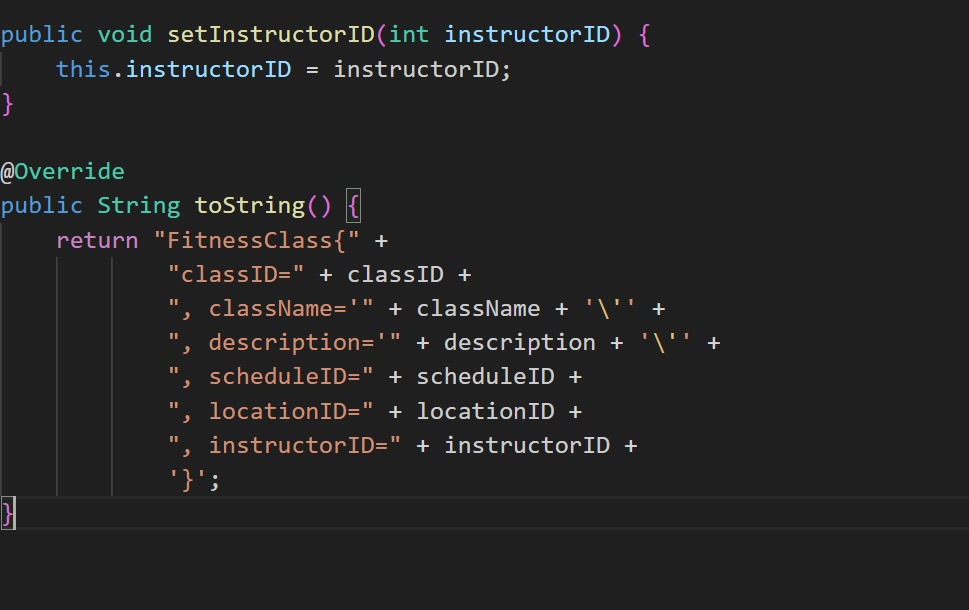 public void setInstructorID(int instructorID) {
    this.instructorID = instructorID;
}

@Override
public String toString() {
    return "FitnessClass{" +
            "classID=" + classID +
            ", className='" + className + '\'' +
            ", description='" + description + '\'' +
            ", scheduleID=" + scheduleID +
            ", locationID=" + locationID +
            ", instructorID=" + instructorID +
            '}';
}